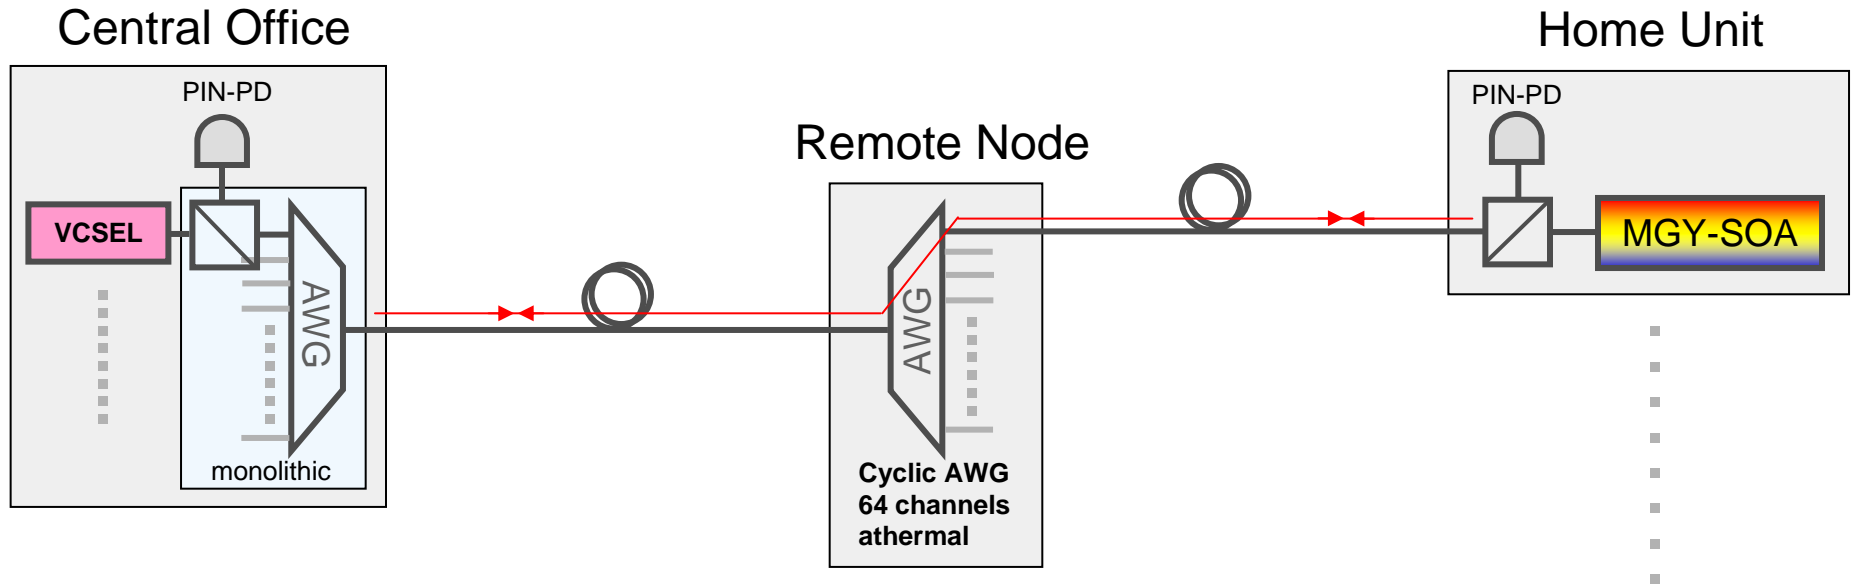 Central Office
PIN-PD
VCSEL
AWG
monolithic
Remote Node
AWG
Cyclic AWG
64 channels
athermal
Home Unit
PIN-PD
MGY-SOA